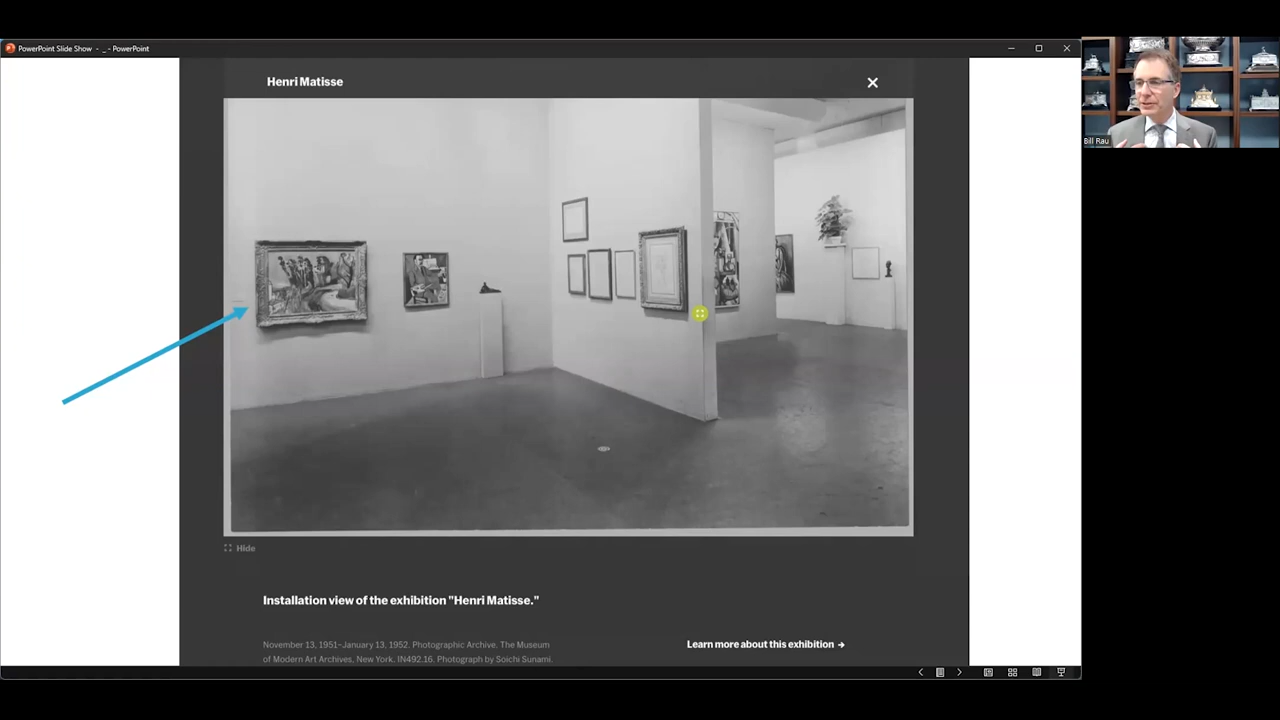 PowerPoint Slide Show - _ - PowerPoint
Henri Matisse
Bill Rau
Hide
Installation view of the exhibition "Henri Matisse."
November 13, 1951–January 13, 1952. Photographic Archive. The Museum
of Modern Art Archives, New York. IN492.16. Photograph by Soichi Sunami.
Learn more about this exhibition